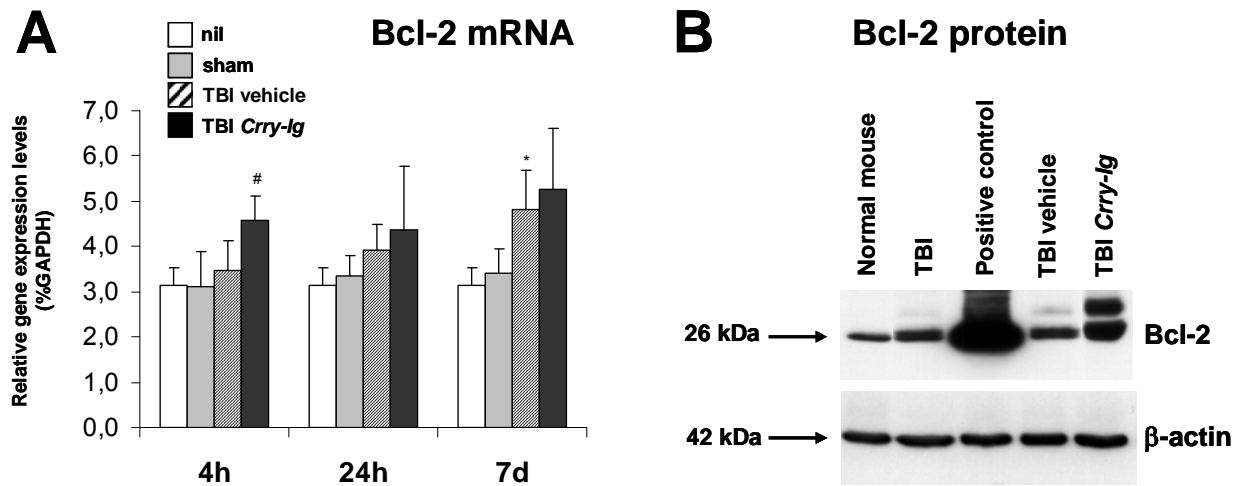 A
Bcl-2 mRNA
nil
sham
TBI vehicle
TBI Crry-Ig
Relative gene expression levels
(%GAPDH)
7,0
6,0
5,0
4,0
3,0
2,0
1,0
0,0
#
*
4h
24h
7d
B
Bcl-2 protein
Normal mouse
TBI
Positive control
TBI vehicle
TBI Crry-Ig
26 kDa
Bcl-2
42 kDa
β-actin